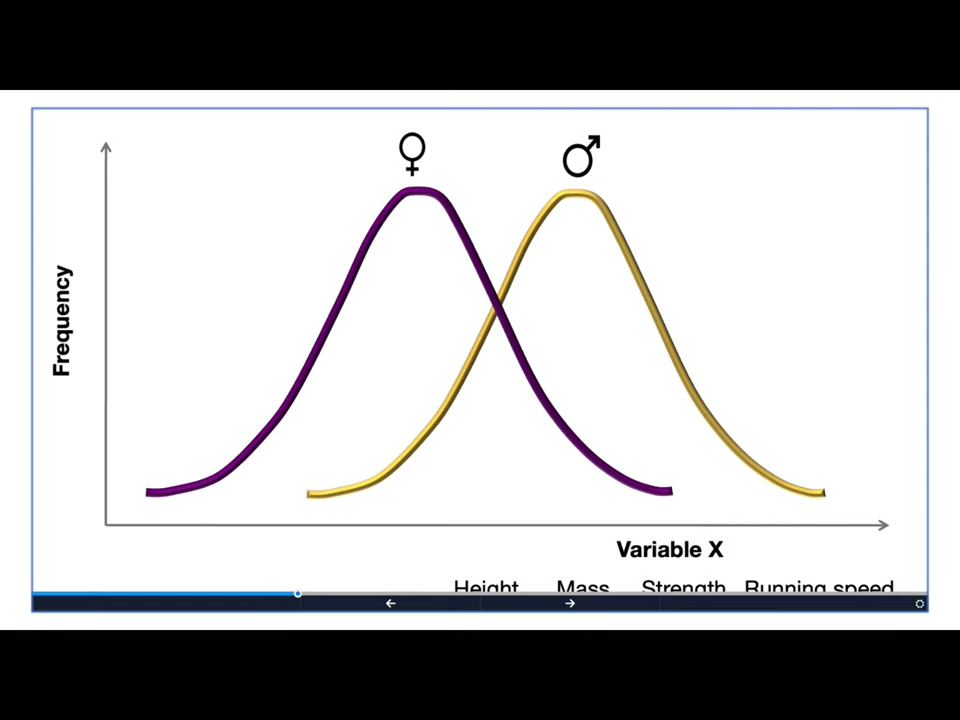 ♀ ♂
Frequency
Variable X
Height Mass Strength Running speed